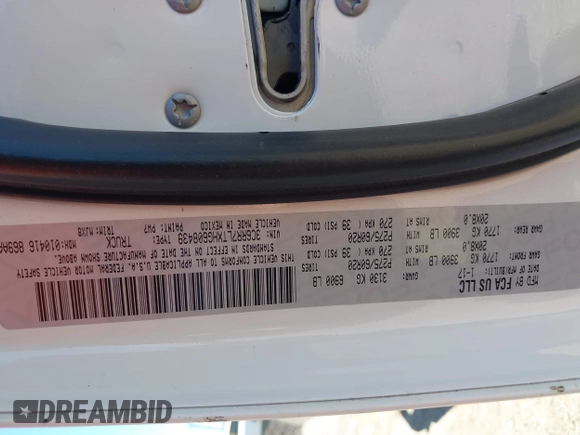 MFD BY FCA US LLC
DATE OF MFR/BUILT: 1-17
GVWR: 3130 KG 6900 LB
GAWR FRONT: 1770 KG 3900 LB WITH P275/60R20
20X8.0 RIMS AT 270 KPA ( 39 PSI) COLD
GAWR REAR: 1770 KG 3900 LB WITH P275/60R20
20X8.0 RIMS AT 270 KPA ( 39 PSI) COLD
THIS VEHICLE CONFORMS TO ALL APPLICABLE U.S.A. FEDERAL MOTOR VEHICLE SAFETY
STANDARDS IN EFFECT ON THE DATE OF MANUFACTURE SHOWN ABOVE.
VIN: 3C6RR7LTXHG608439 TYPE: TRUCK
VEHICLE MADE IN MEXICO PAINT: PW7 TRIM: MJX8
MDH: 010416
DREAMBID